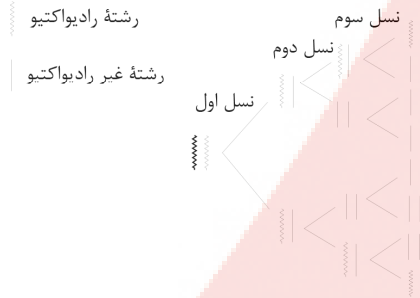 رشتهٔ رادیواکتیو
رشتهٔ غیر رادیواکتیو
نسل اول
نسل دوم
نسل سوم